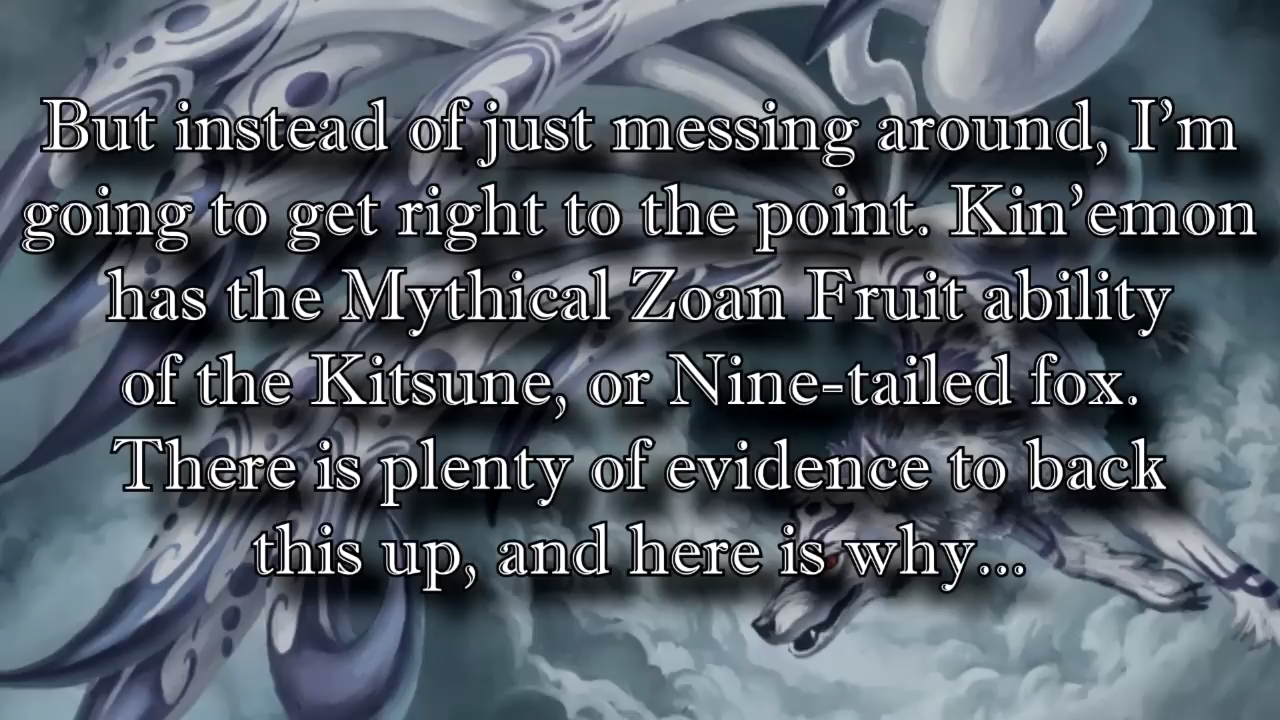 But instead of just messing around, I’m
going to get right to the point. Kin’emon
has the Mythical Zoan Fruit ability
of the Kitsune, or Nine-tailed fox.
There is plenty of evidence to back
this up, and here is why...